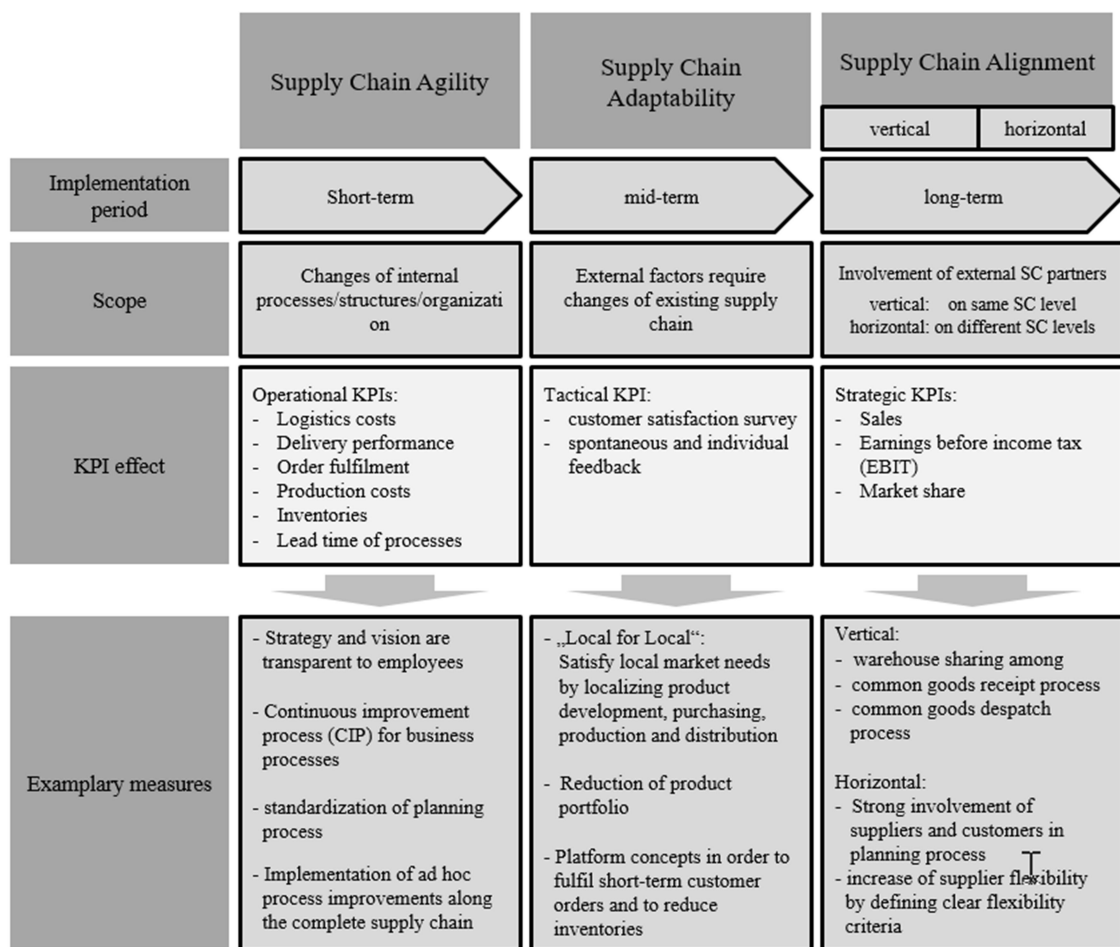 Supply Chain Agility
Supply Chain
Adaptability
Supply Chain Alignment
vertical
horizontal
Implementation
period
Short-term
mid-term
long-term
Scope
Changes of internal
processes/structures/organizati
on
External factors require
changes of existing supply
chain
Involvement of external SC partners
vertical: on same SC level
horizontal: on different SC levels
KPI effect
Operational KPIs:
- Logistics costs
- Delivery performance
- Order fulfilment
- Production costs
- Inventories
- Lead time of processes
Tactical KPI:
- customer satisfaction survey
- spontaneous and individual
feedback
Strategic KPIs:
- Sales
- Earnings before income tax
(EBIT)
- Market share
Examplary measures
- Strategy and vision are
transparent to employees
- Continuous improvement
process (CIP) for business
processes
- standardization of planning
process
- Implementation of ad hoc
process improvements along
the complete supply chain
- „Local for Local“:
Satisfy local market needs
by localizing product
development, purchasing,
production and distribution
- Reduction of product
portfolio
- Platform concepts in order to
fulfil short-term customer
orders and to reduce
inventories
Vertical:
- warehouse sharing among
- common goods receipt process
- common goods despatch
process
Horizontal:
- Strong involvement of
suppliers and customers in
planning process
- increase of supplier flexibility
by defining clear flexibility
criteria